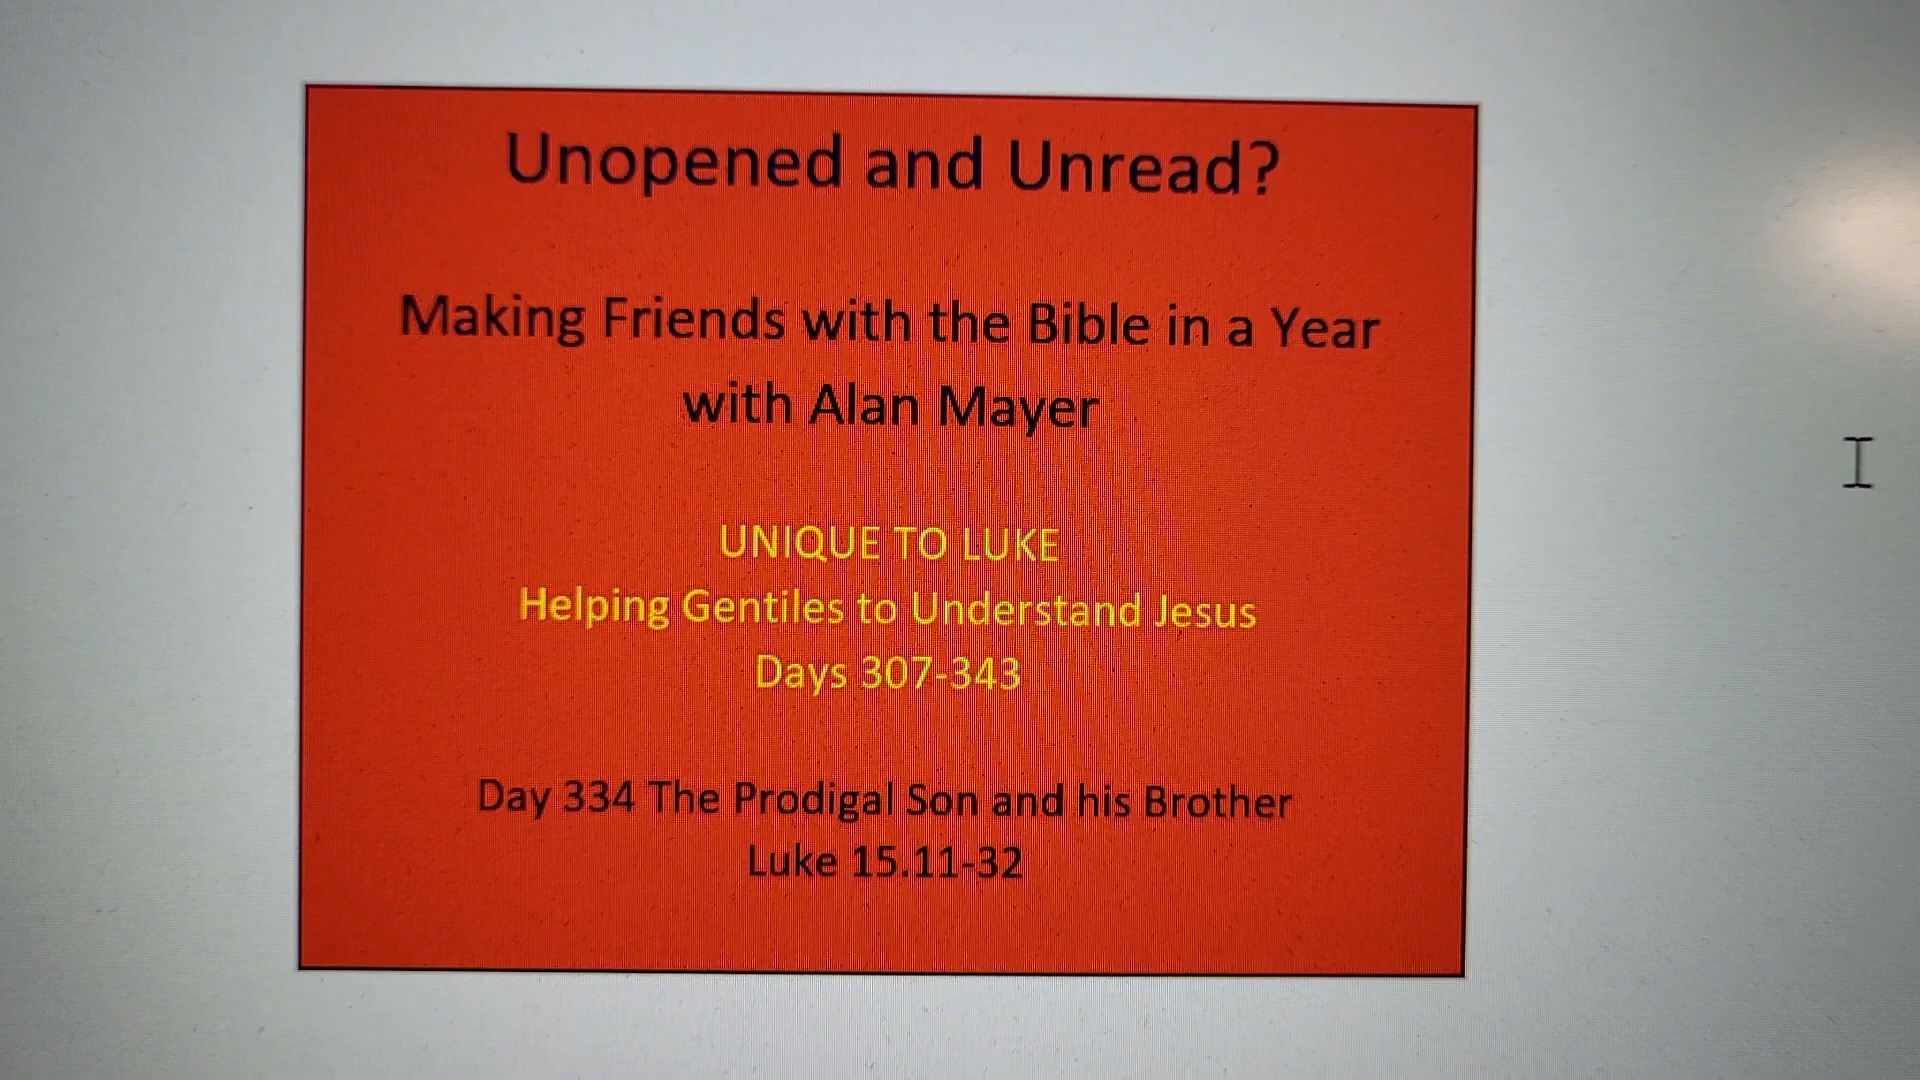 Unopened and Unread?
Making Friends with the Bible in a Year
with Alan Mayer
UNIQUE TO LUKE
Helping Gentiles to Understand Jesus
Days 307-343
Day 334 The Prodigal Son and his Brother
Luke 15.11-32